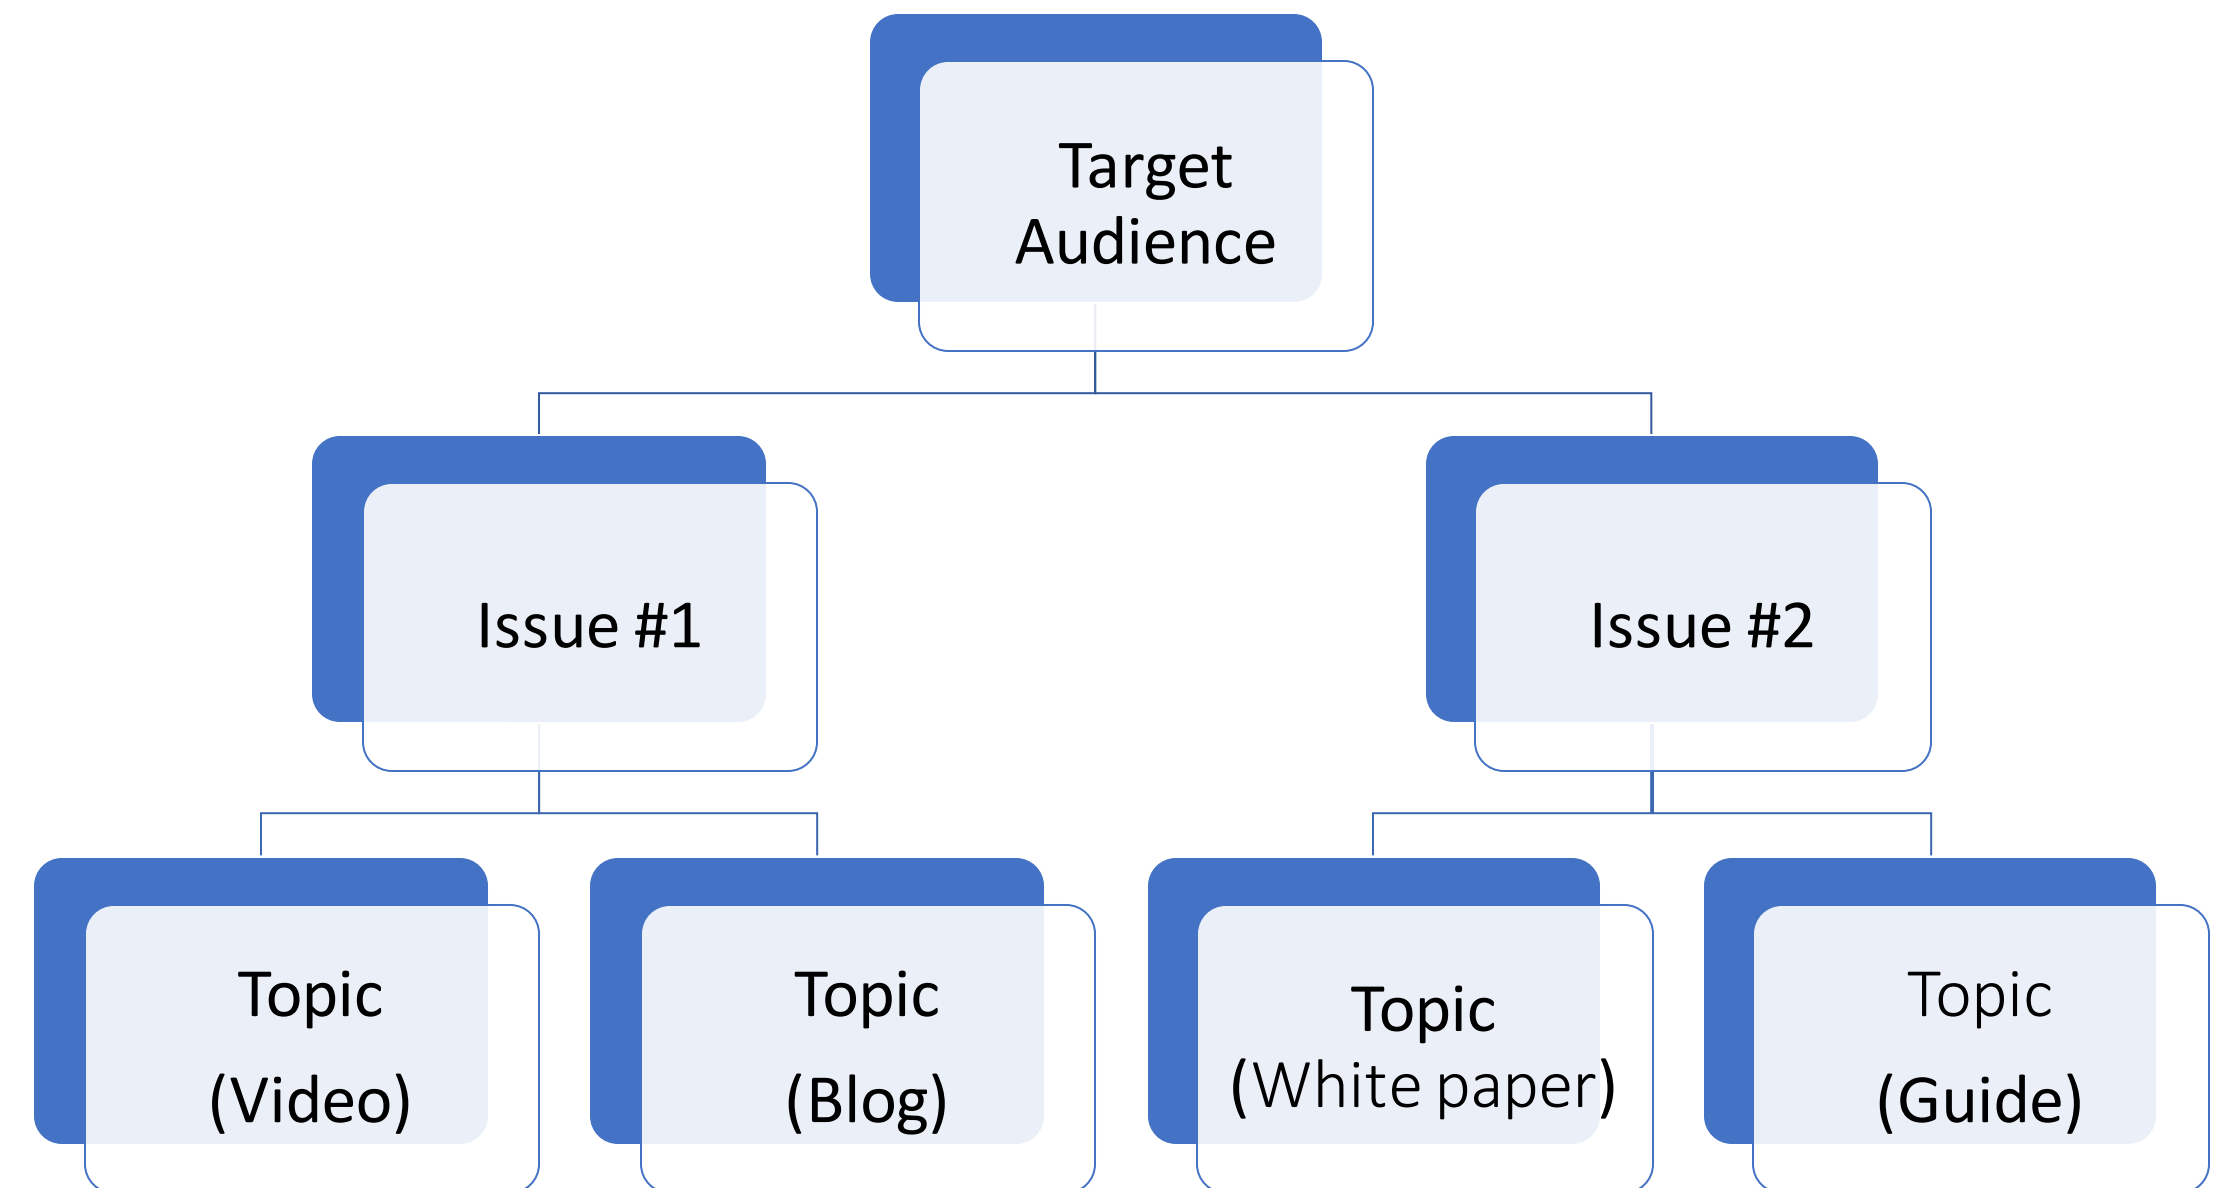 Target
Audience
Issue #1
Issue #2
Topic
(Video)
Topic
(Blog)
Topic
(White paper)
Topic
(Guide)